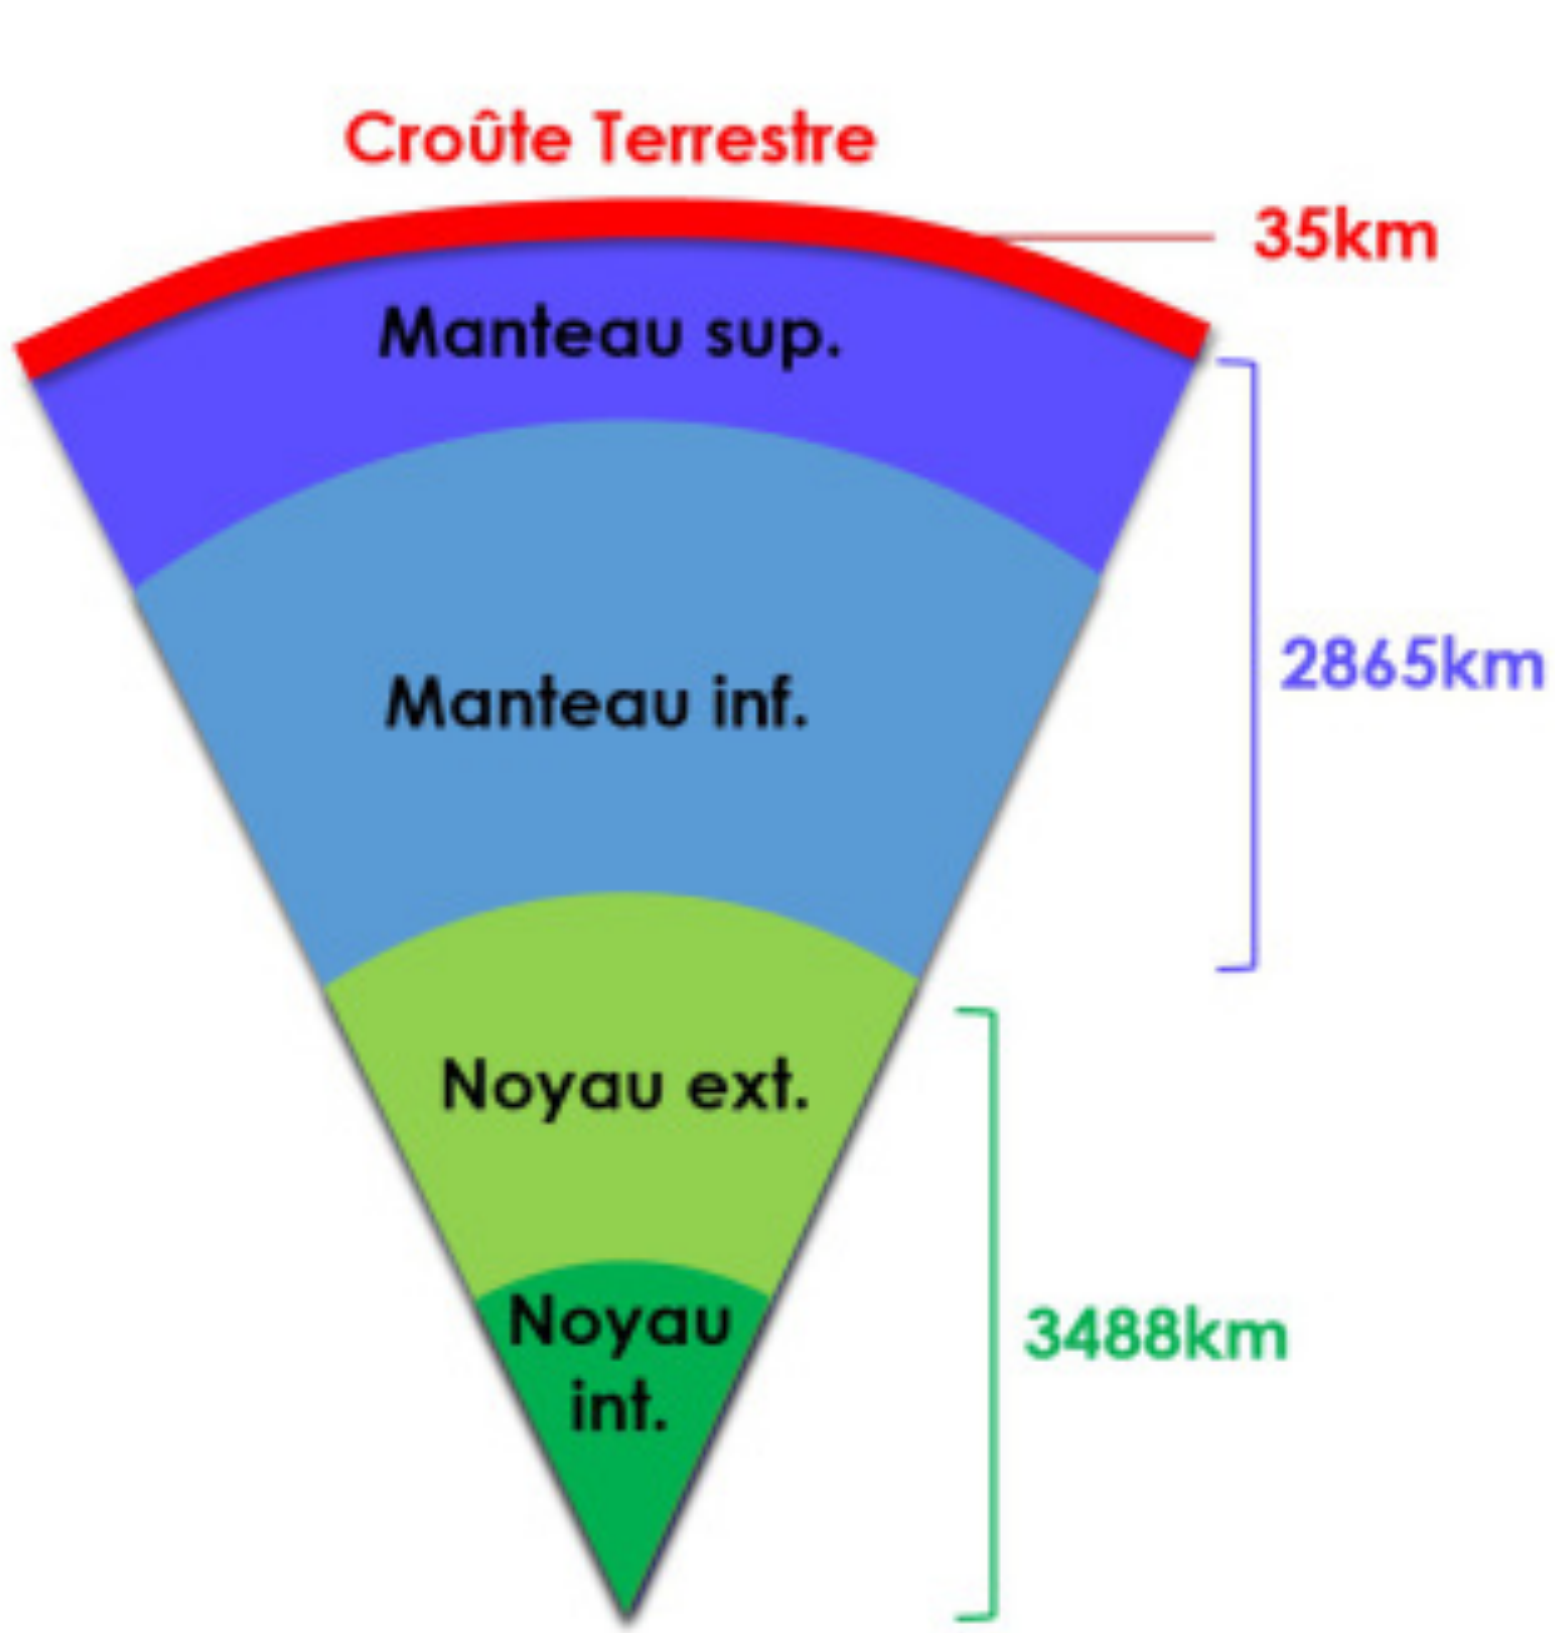 Croûte Terrestre
35km
Manteau sup.
2865km
Manteau inf.
Noyau ext.
Noyau
int.
3488km